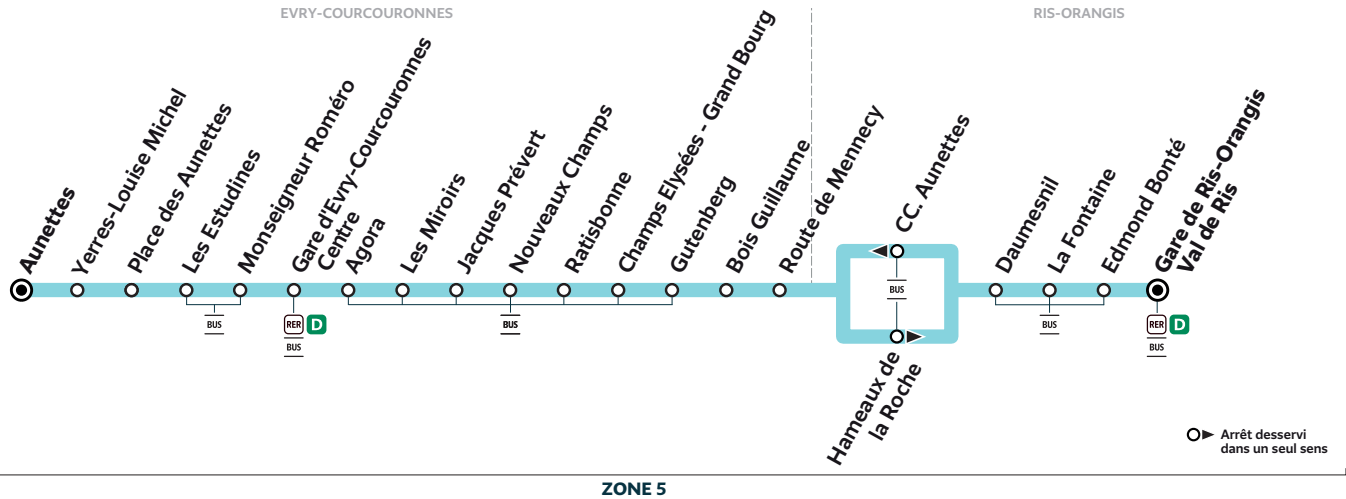 EVRY-COURCOURONNES
RIS-ORANGIS
Aunettes
Yerres-Louise Michel
Place des Aunettes
Les Estudines
Monseigneur Roméro
Gare d'Evry-Courcouronnes
Centre
Agora
Les Miroirs
Jacques Prévert
Nouveaux Champs
Ratisbonne
Champs Elysées - Grand Bourg
Gutenberg
Bois Guillaume
Route de Mennecy
CC. Aunettes
Hameaux de
la Roche
Daumesnil
La Fontaine
Edmond Bonté
Gare de Ris-Orangis
Val de Ris
BUS
RER D
BUS
BUS
BUS
BUS
RER D
BUS
Arrêt desservi
dans un seul sens
ZONE 5